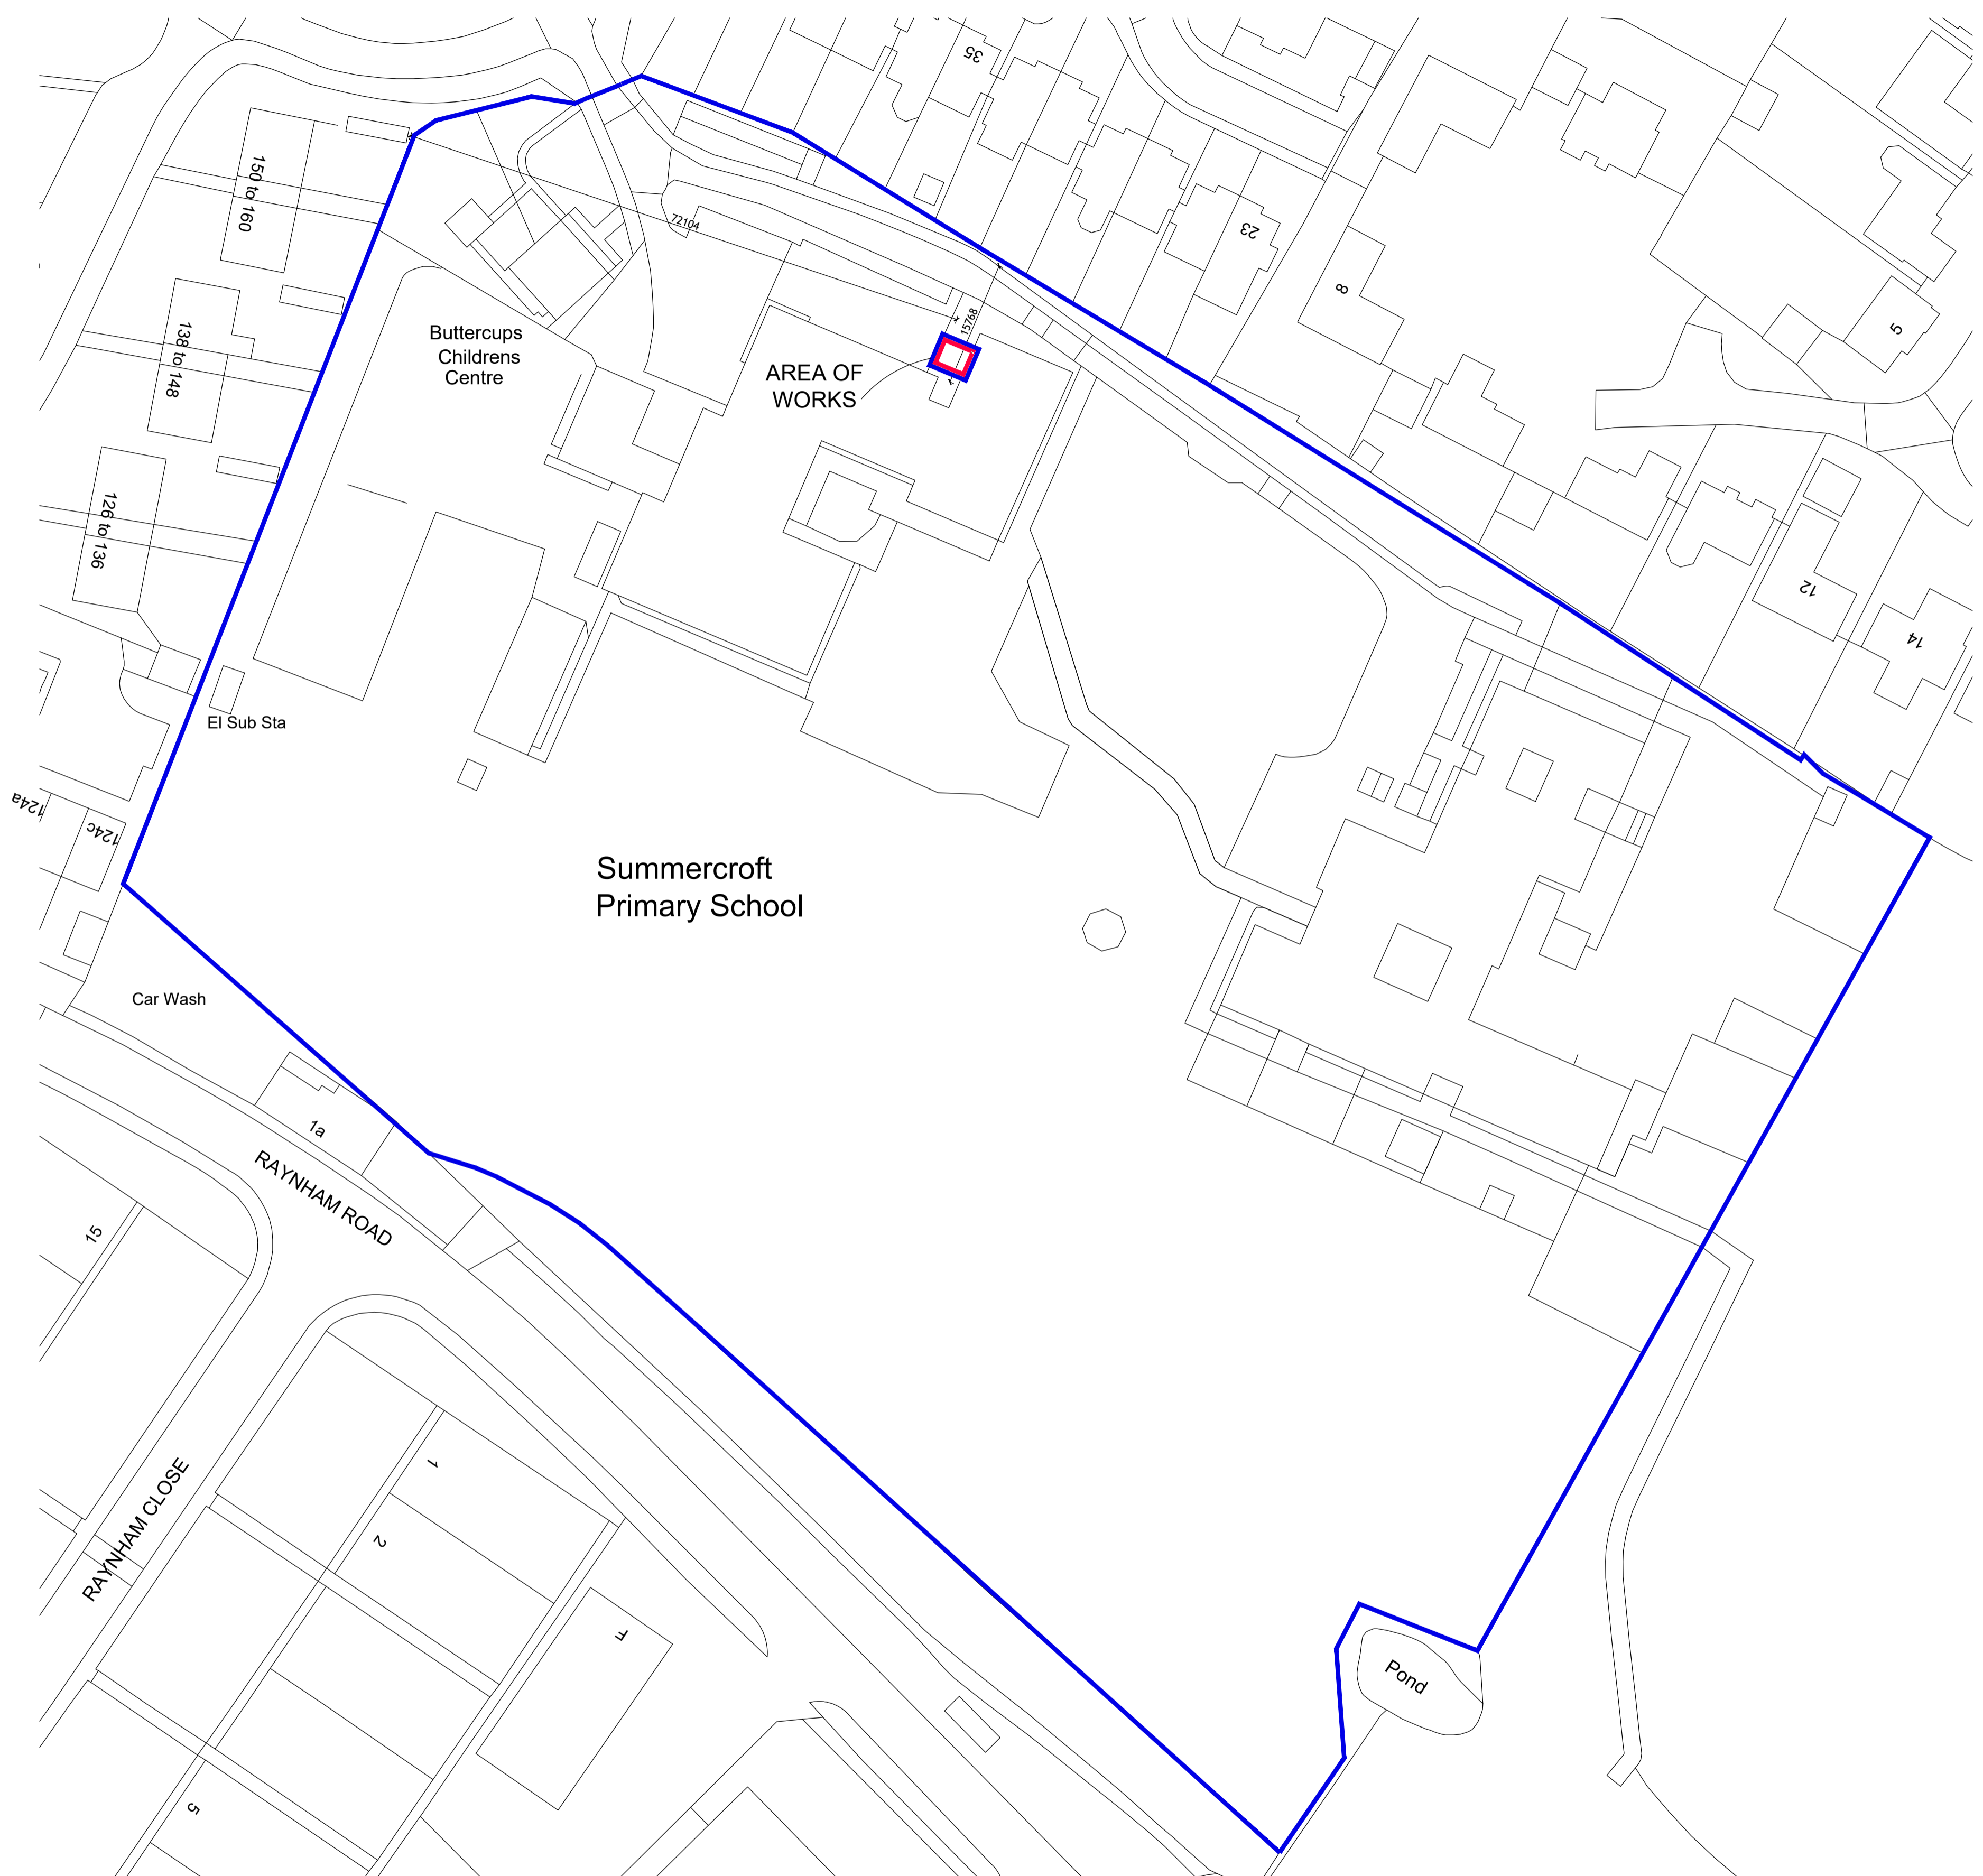 35
150 to 160
72104
23
8
5
15768
138 to 148
Buttercups
Childrens
Centre
AREA OF
WORKS
126 to 136
12
14
El Sub Sta
124a
124c
Summercroft
Primary School
Car Wash
1a
RAYNHAM ROAD
15
1
RAYNHAM CLOSE
2
F
Pond
5